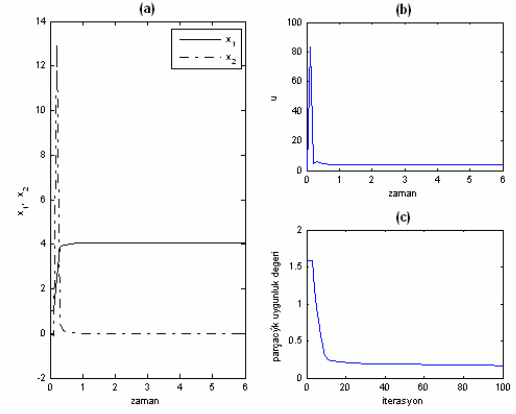 (a)
14
12
10
8
6
4
2
0
-2
x1, x2
x1
x2
0 1 2 3 4 5 6
zaman
(b)
100
80
60
40
20
0
u
0 1 2 3 4 5 6
zaman
(c)
2
1.5
1
0.5
0
parçacýk uygunluk degeri
0 20 40 60 80 100
iterasyon